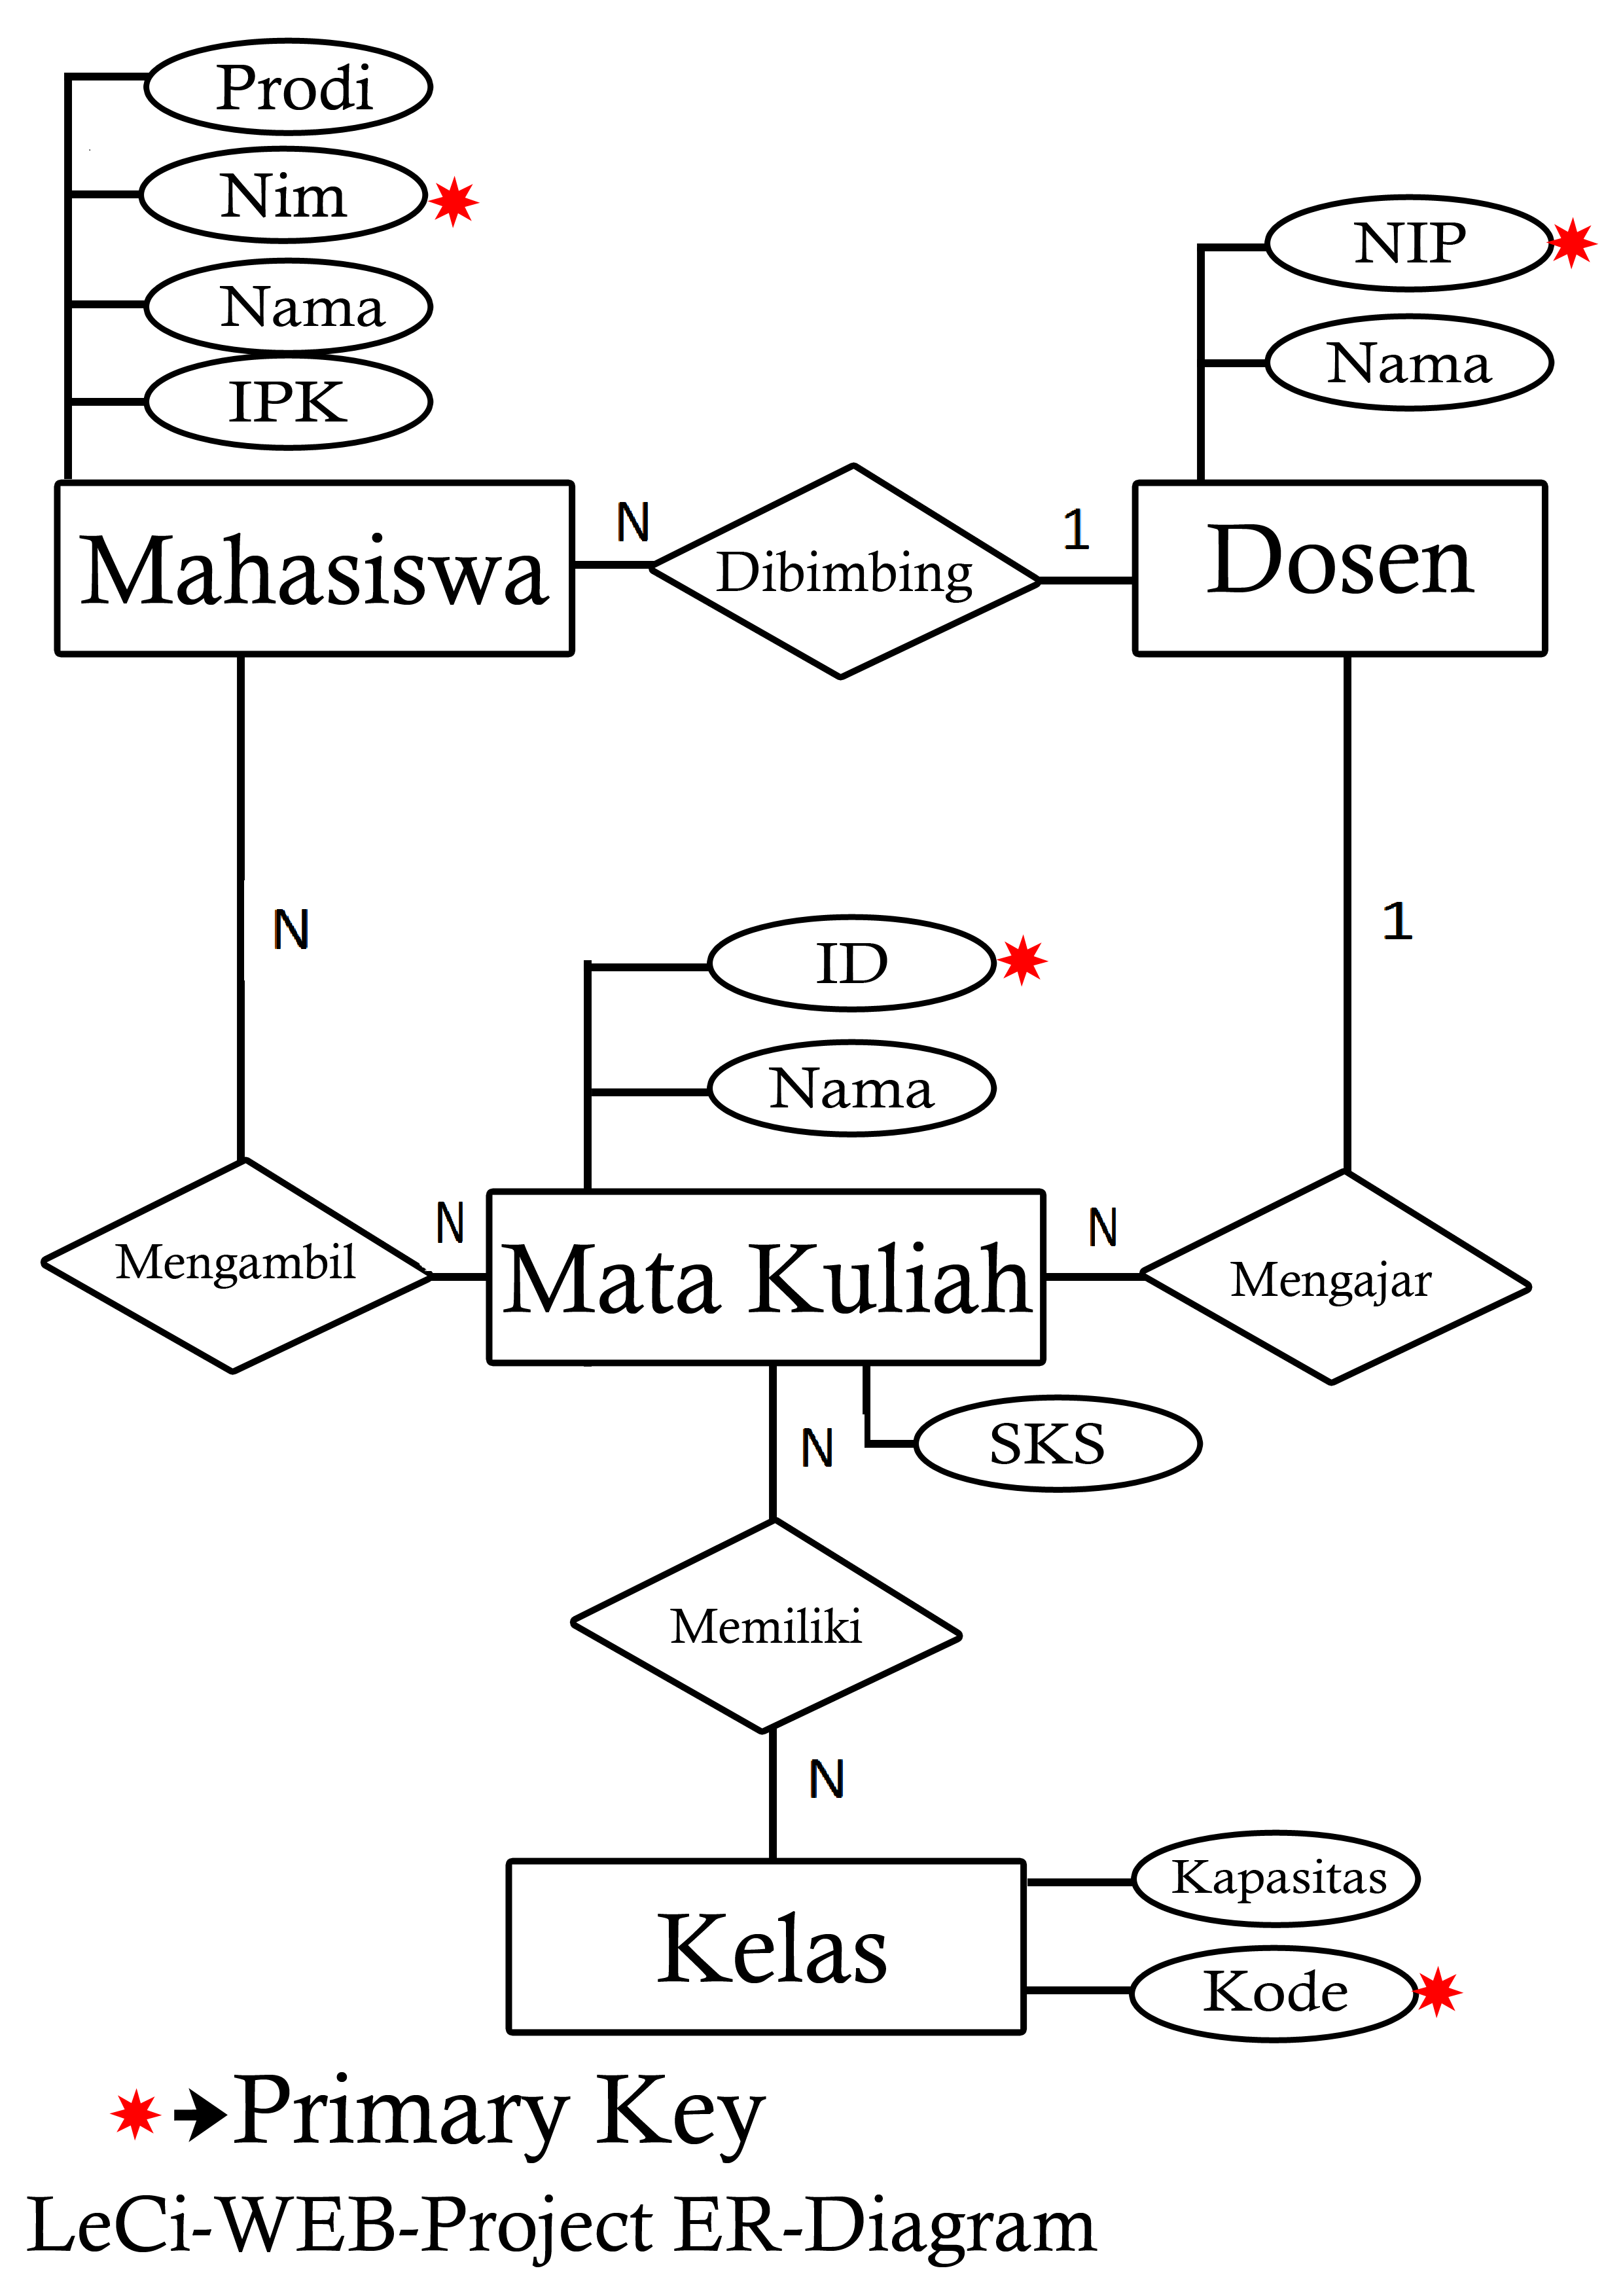 Prodi
Nim
NIP
Nama
Nama
IPK
N
1
Mahasiswa
Dibimbing
Dosen
N
1
ID
Nama
N
N
Mengambil
Mata Kuliah
Mengajar
N
SKS
Memiliki
N
Kapasitas
Kelas
Kode
Primary Key
LeCi-WEB-Project ER-Diagram